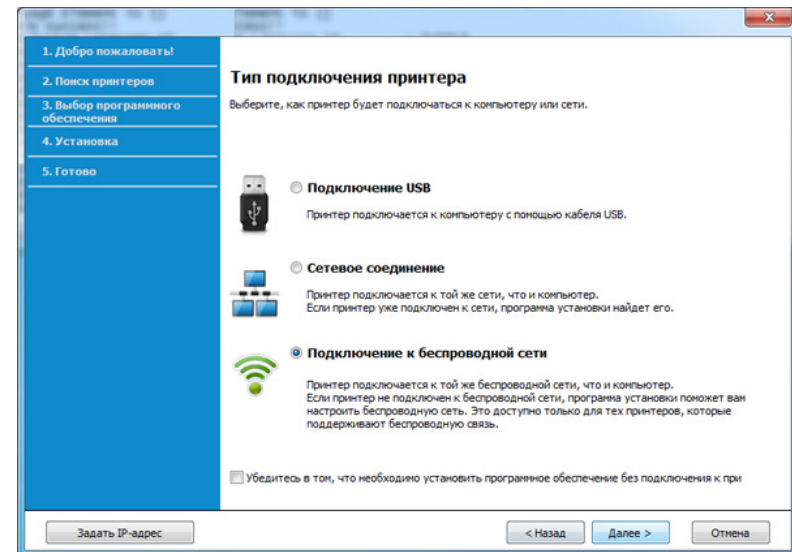 1. Добро пожаловать!
2. Поиск принтеров
3. Выбор программного
обеспечения
4. Установка
5. Готово
Тип подключения принтера
Выберите, как принтер будет подключаться к компьютеру или сети.
Подключение USB
Принтер подключается к компьютеру с помощью кабеля USB.
Сетевое соединение
Принтер подключается к той же сети, что и компьютер.
Если принтер уже подключен к сети, программа установки найдет его.
Подключение к беспроводной сети
Принтер подключается к той же беспроводной сети, что и компьютер.
Если принтер не подключен к беспроводной сети, программа установки поможет вам
настроить беспроводную сеть. Это доступно только для тех принтеров, которые
поддерживают беспроводную связь.
Убедитесь в том, что необходимо установить программное обеспечение без подключения к при
Задать IP-адрес
< Назад
Далее >
Отмена